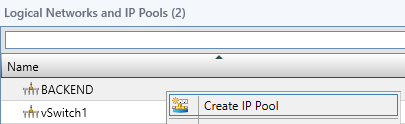 Logical Networks and IP Pools (2)
Name
BACKEND
Create IP Pool
vSwitch1